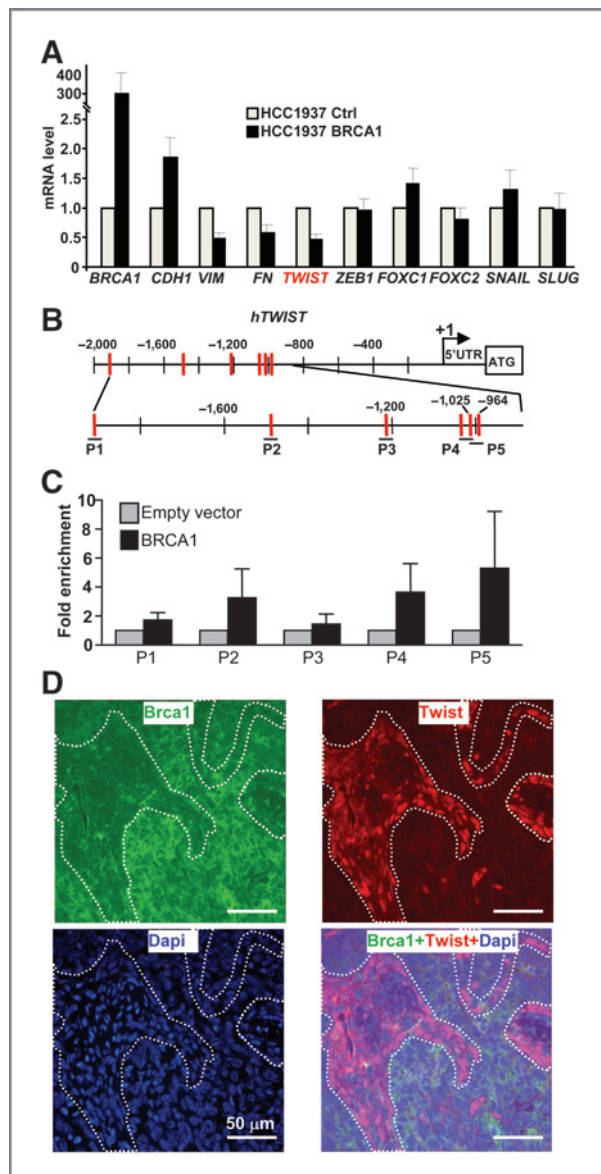 A
400
300
2.5
2.0
1.5
1.0
0.5
0
mRNA level
HCC1937 Ctrl
HCC1937 BRCA1
BRCA1 CDH1 VIM FN TWIST ZEB1 FOXC1 FOXC2 SNAIL SLUG
B
hTWIST
−2,000 −1,600 −1,200 −800 −400 +1
5'UTR
ATG
−1,600 −1,200 −1,025 −964
P1 P2 P3 P4 P5
C
Fold enrichment
10
8
6
4
2
0
Empty vector
BRCA1
P1 P2 P3 P4 P5
D
Brca1 Twist
Dapi Brca1+Twist+Dapi
50 μm